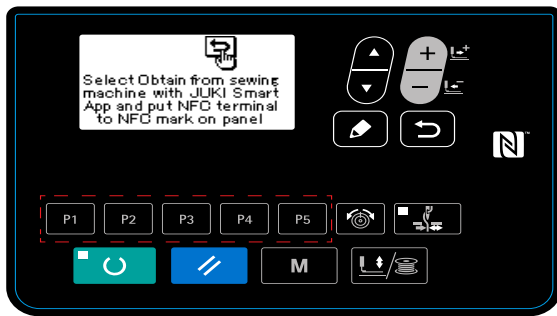 Select Obtain from sewing
machine with JUKI Smart
App and put NFC terminal
to NFC mark on panel
P1 P2 P3 P4 P5
M